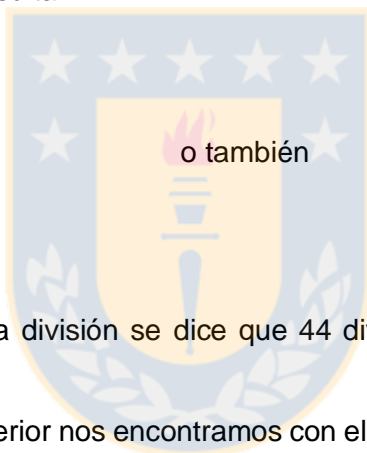 o también
a división se dice que 44 di
erior nos encontramos con el